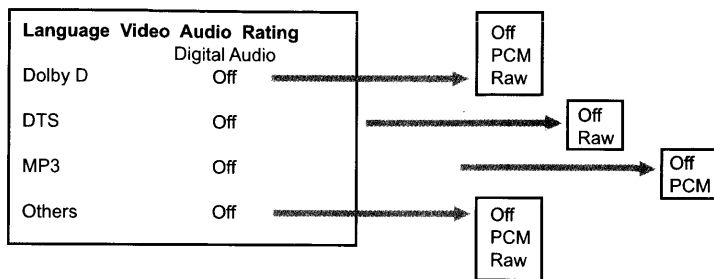 Language Video Audio Rating
Digital Audio
Dolby D Off
Off
PCM
Raw
DTS Off
Off
Raw
MP3 Off
Off
PCM
Others Off
Off
PCM
Raw